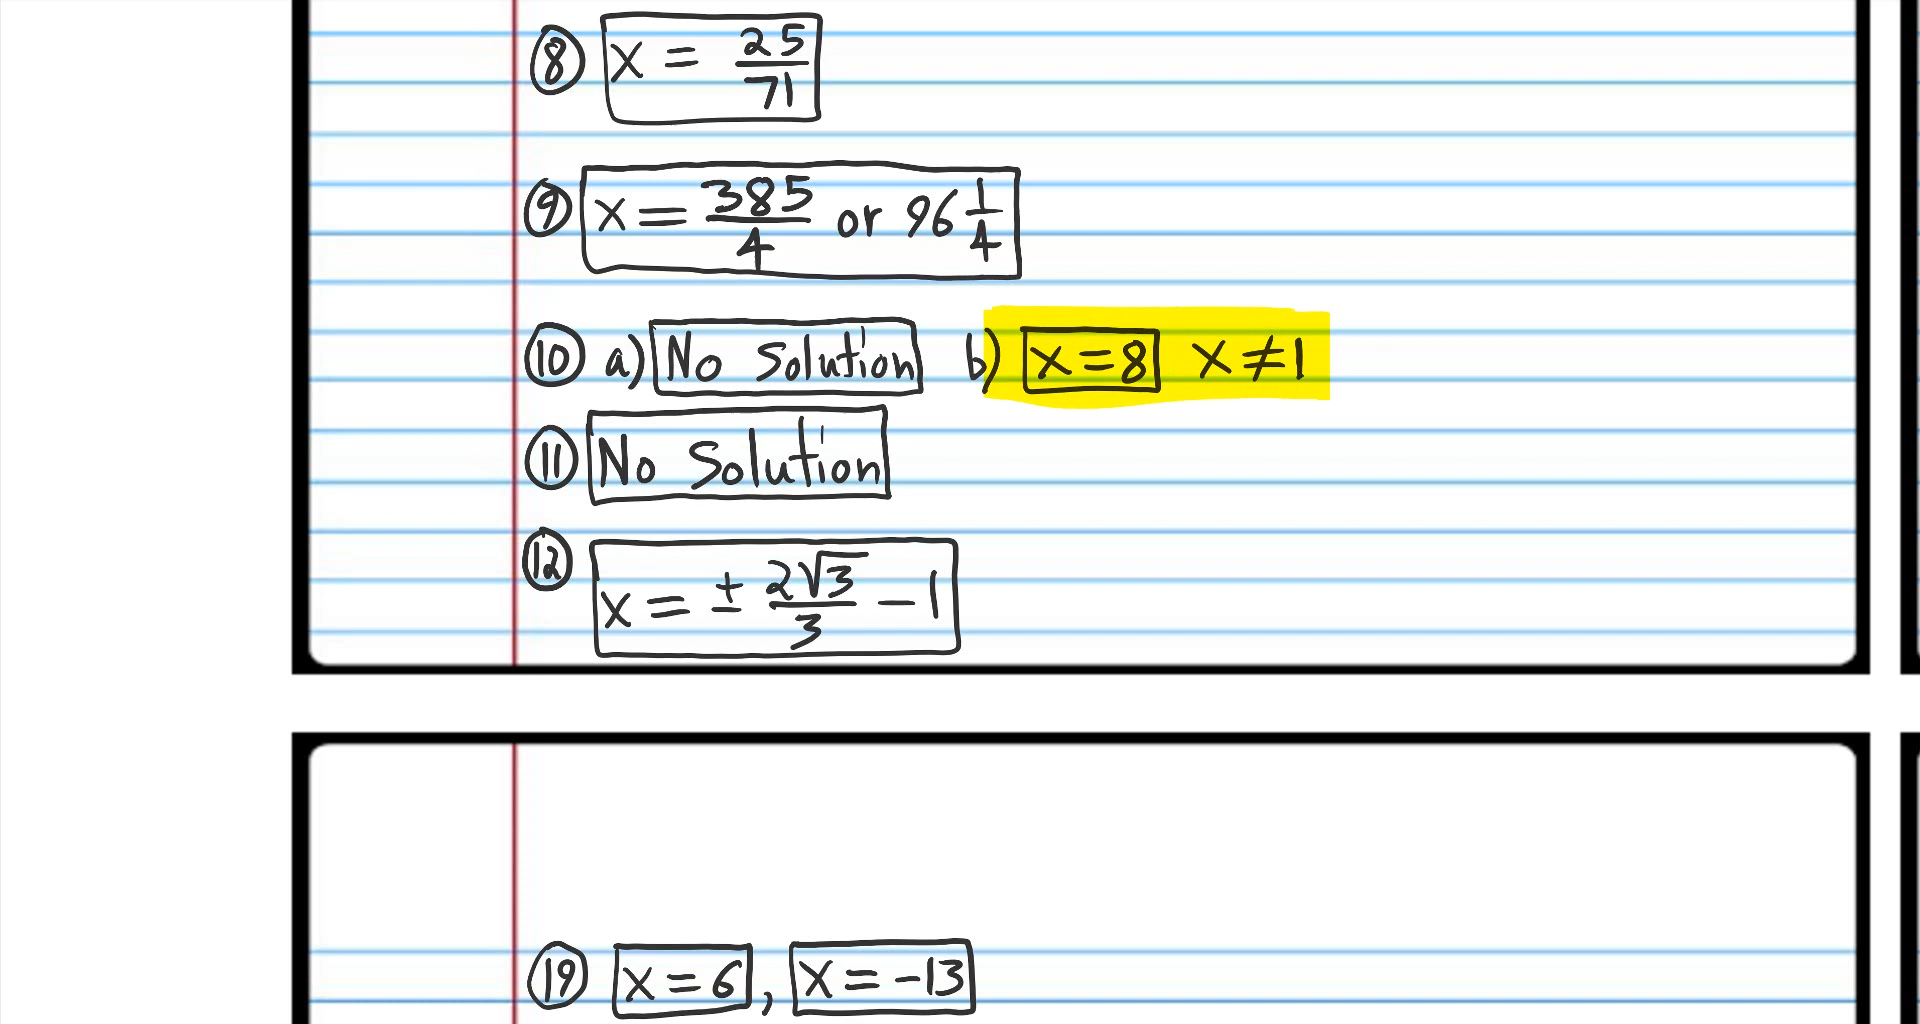 ⑧ x = 25/71
⑨ x = 385/4 or 96 1/4
⑩ a) No Solution b) x = 8 x ≠ 1
⑪ No Solution
⑫ x = ± 2√3/3 − 1
⑲ x = 6, x = −13